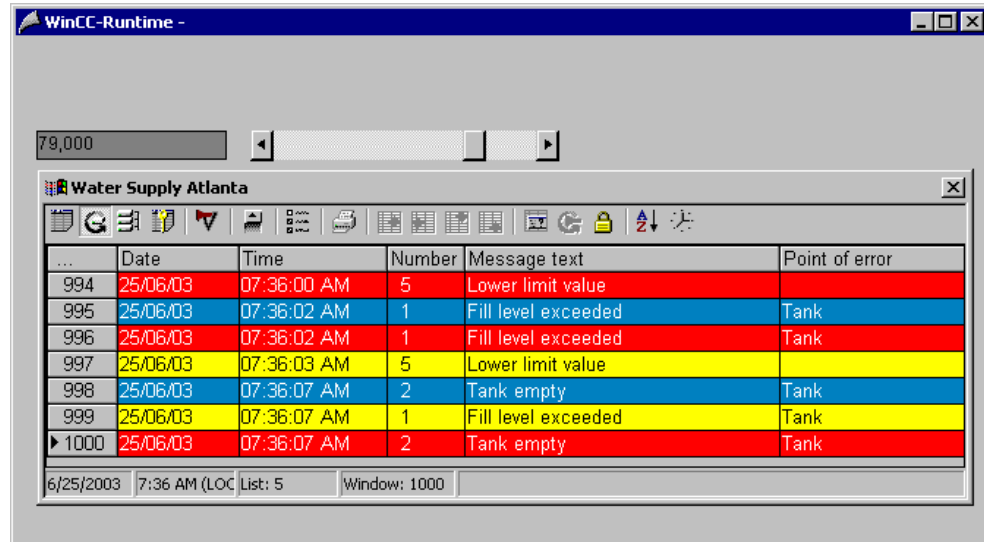 WinCC-Runtime -
79,000
Water Supply Atlanta
... Date Time Number Message text Point of error
994 25/06/03 07:36:00 AM 5 Lower limit value
995 25/06/03 07:36:02 AM 1 Fill level exceeded Tank
996 25/06/03 07:36:02 AM 1 Fill level exceeded Tank
997 25/06/03 07:36:03 AM 5 Lower limit value
998 25/06/03 07:36:07 AM 2 Tank empty Tank
999 25/06/03 07:36:07 AM 1 Fill level exceeded Tank
1000 25/06/03 07:36:07 AM 2 Tank empty Tank
6/25/2003 7:36 AM (LOC List: 5 Window: 1000